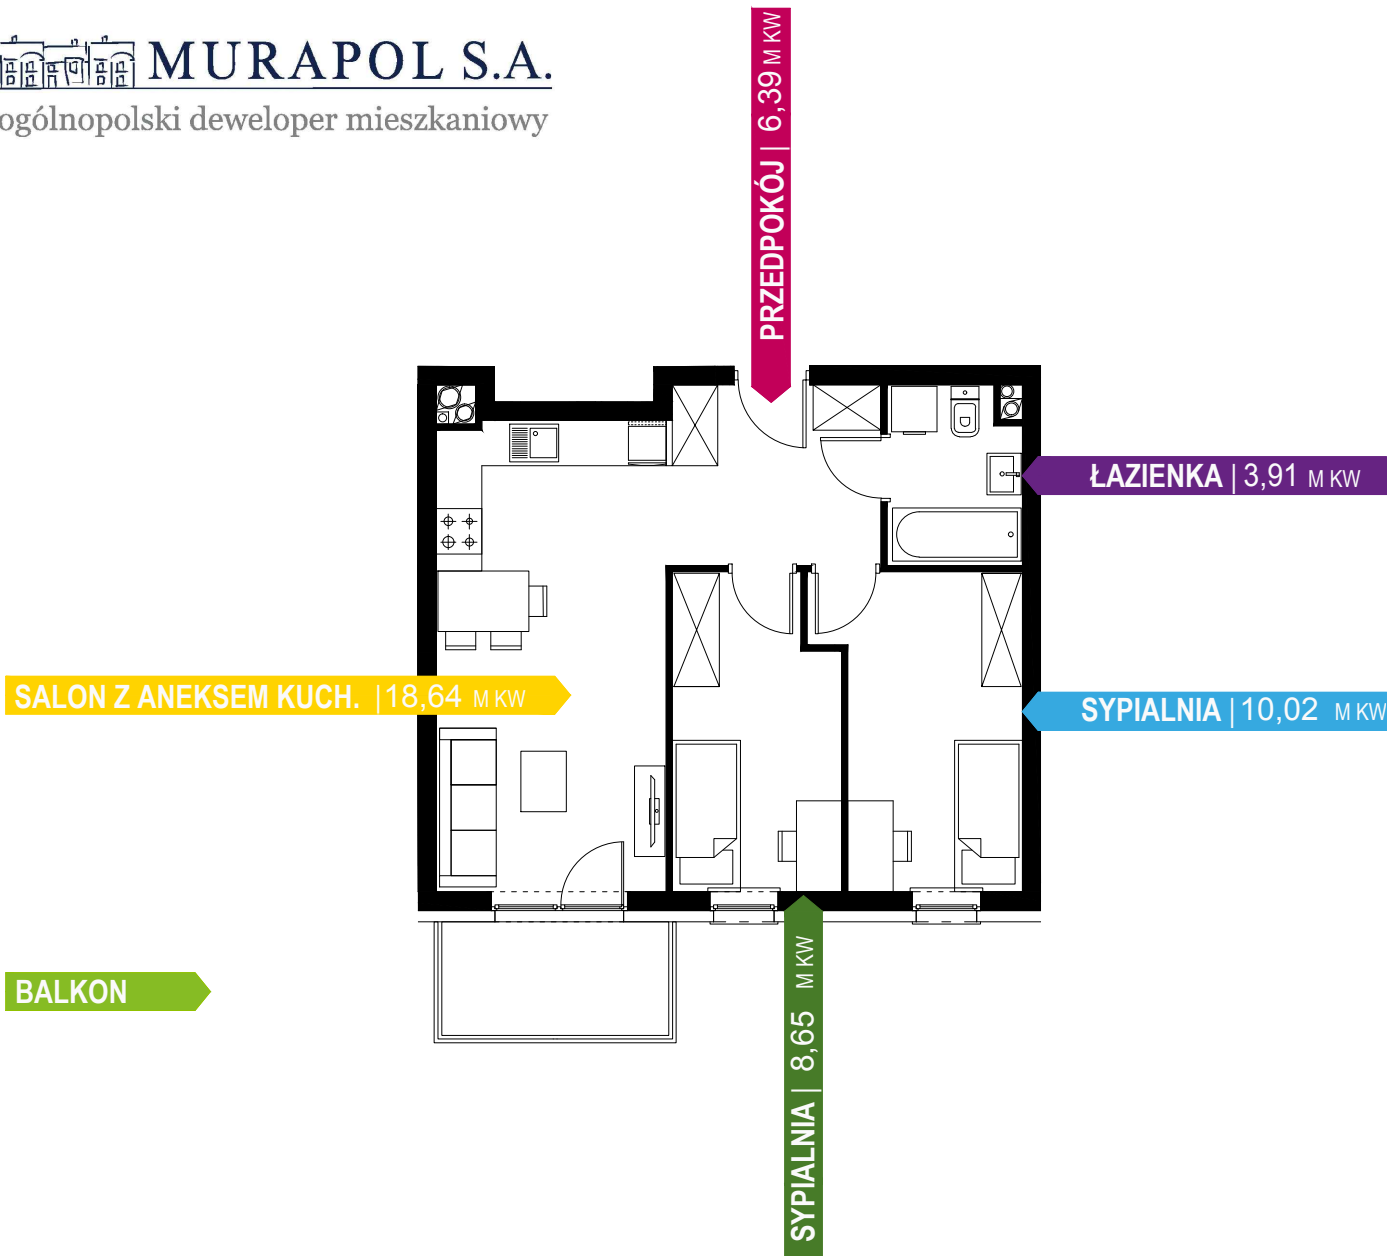 MURAPOL S.A.
ogólnopolski deweloper mieszkaniowy
PRZEDPOKÓJ | 6,39 M KW
ŁAZIENKA | 3,91 M KW
SALON Z ANEKSEM KUCH. | 18,64 M KW
SYPIALNIA | 10,02 M KW
BALKON
SYPIALNIA | 8,65 M KW